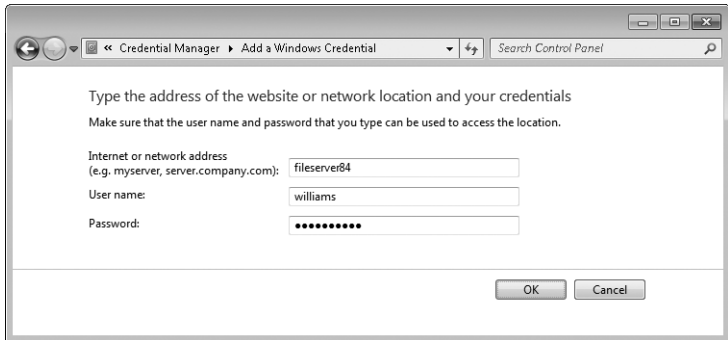 « Credential Manager ▸ Add a Windows Credential
Search Control Panel
Type the address of the website or network location and your credentials
Make sure that the user name and password that you type can be used to access the location.
Internet or network address
(e.g. myserver, server.company.com):
fileserver84
User name:
williams
Password:
••••••••••
OK
Cancel